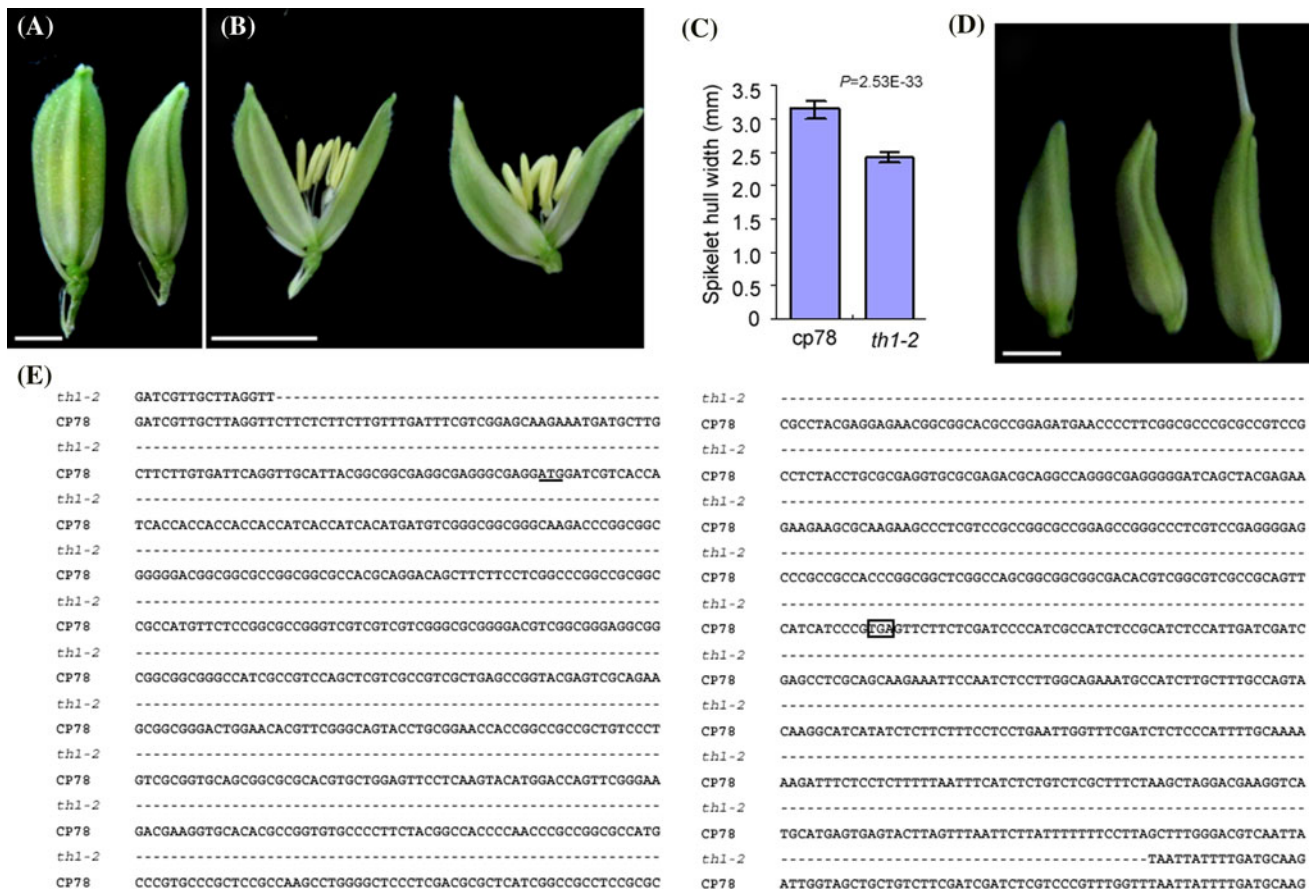 (A)
(B)
(C)
(D)
P=2.53E-33
Spikelet hull width (mm)
3.5
3.0
2.5
2.0
1.5
1.0
0.5
0
cp78
th1-2
(E)
th1-2 GATCGTTGCTTAGGTT--------------------------------------------
CP78 GATCGTTGCTTAGGTTCTTCTCTTCTTGTTTGATTTCGTCGGAGCAAGAAATGATGCTTG
th1-2 ------------------------------------------------------------
CP78 CTTCTTGTGATTCAGGTTGCATTACGGCGGCGAGGCGAGGGCGAGGATGGATCGTCACCA
th1-2 ------------------------------------------------------------
CP78 TCACCACCACCACCACCATCACCATCACATGATGTCGGGCGGCGGGCAAGACCCGGCGGC
th1-2 ------------------------------------------------------------
CP78 GGGGGACGGCGGCGCCGGCGGCGCCACGCAGGACAGCTTCTTCCTCGGCCCGGCCGCGGC
th1-2 ------------------------------------------------------------
CP78 CGCCATGTTCTCCGGCGCCGGGTCGTCGTCGTCGGGCGCGGGGACGTCGGCGGGAGGCGG
th1-2 ------------------------------------------------------------
CP78 CGGCGGCGGGCCATCGCCGTCCAGCTCGTCGCCGTCGCTGAGCCGGTACGAGTCGCAGAA
th1-2 ------------------------------------------------------------
CP78 GCGGCGGGACTGGAACACGTTCGGGCAGTACCTGCGGAACCACCGGCCGCCGCTGTCCCT
th1-2 ------------------------------------------------------------
CP78 GTCGCGGTGCAGCGGCGCGCACGTGCTGGAGTTCCTCAAGTACATGGACCAGTTCGGGAA
th1-2 ------------------------------------------------------------
CP78 GACGAAGGTGCACACGCCGGTGTGCCCCTTCTACGGCCACCCCAACCCGCCGGCGCCATG
th1-2 ------------------------------------------------------------
CP78 CCCGTGCCCGCTCCGCCAAGCCTGGGGCTCCCTCGACGCGCTCATCGGCCGCCTCCGCGC
th1-2 ------------------------------------------------------------
CP78 CGCCTACGAGGAGAACGGCGGCACGCCGGAGATGAACCCCTTCGGCGCCCGCGCCGTCCG
th1-2 ------------------------------------------------------------
CP78 CCTCTACCTGCGCGAGGTGCGCGAGACGCAGGCCAGGGCGAGGGGGATCAGCTACGAGAA
th1-2 ------------------------------------------------------------
CP78 GAAGAAGCGCAAGAAGCCCTCGTCCGCCGGCGCCGGAGCCGGGCCCTCGTCCGAGGGGAG
th1-2 ------------------------------------------------------------
CP78 CCCGCCGCCACCCGGCGGCTCGGCCAGCGGCGGCGGCGACACGTCGGCGTCGCCGCAGTT
th1-2 ------------------------------------------------------------
CP78 CATCATCCCGTGAGTTCTTCTCGATCCCCATCGCCATCTCCGCATCTCCATTGATCGATC
th1-2 ------------------------------------------------------------
CP78 GAGCCTCGCAGCAAGAAATTCCAATCTCCTTGGCAGAAATGCCATCTTGCTTTGCCAGTA
th1-2 ------------------------------------------------------------
CP78 CAAGGCATCATATCTCTTCTTTCCTCCTGAATTGGTTTCGATCTCTCCCATTTTGCAAAA
th1-2 ------------------------------------------------------------
CP78 AAGATTTCTCCTCTTTTTAATTTCATCTCTGTCTCGCTTTCTAAGCTAGGACGAAGGTCA
th1-2 ------------------------------------------------------------
CP78 TGCATGAGTGAGTACTTAGTTTAATTCTTATTTTTTTCCTTAGCTTTGGGACGTCAATTA
th1-2 ------------------------------------------TAATTATTTTGATGCAAG
CP78 ATTGGTAGCTGCTGTCTTCGATCGATCTCGTCCCGTTTGGTTTAATTATTTTGATGCAAG